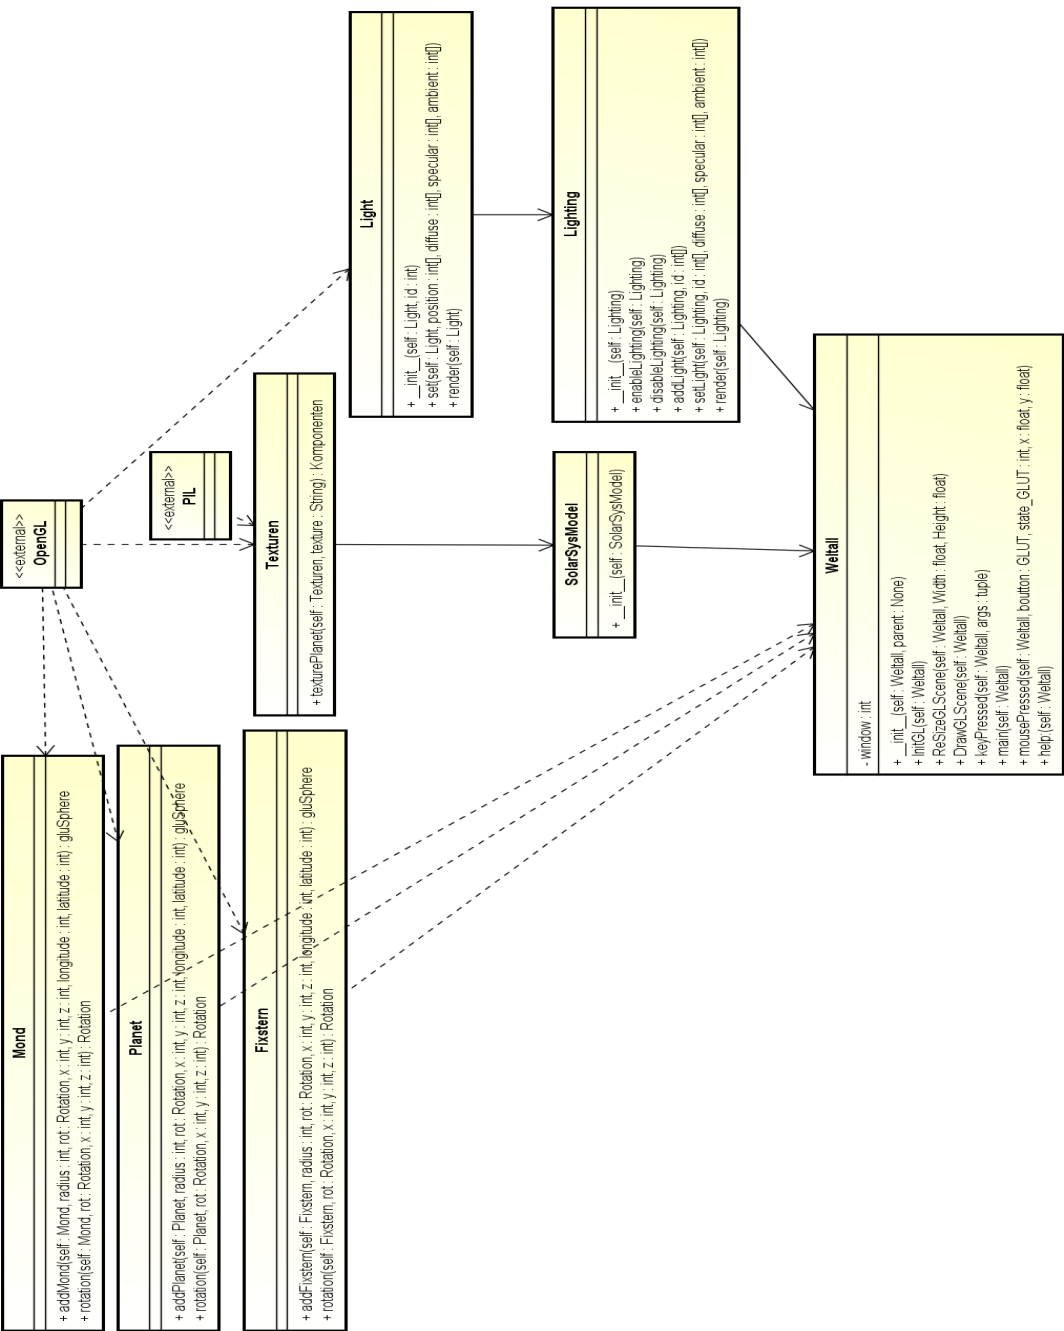 Mond
+ addMond(self : Mond, radius : int, rot : Rotation, x : int, y : int, z : int, longitude : int, latitude : int) : gluSphere
+ rotation(self : Mond, rot : Rotation, x : int, y : int, z : int) : Rotation
Planet
+ addPlanet(self : Planet, radius : int, rot : Rotation, x : int, y : int, z : int, longitude : int, latitude : int) : gluSphere
+ rotation(self : Planet, rot : Rotation, x : int, y : int, z : int) : Rotation
Fixstern
+ addFixstern(self : Fixstern, radius : int, rot : Rotation, x : int, y : int, z : int, longitude : int, latitude : int) : gluSphere
+ rotation(self : Fixstern, rot : Rotation, x : int, y : int, z : int) : Rotation
<<external>>
OpenGL
<<external>>
PIL
Texturen
+ texturePlanet(self : Texturen, texture : String) : Komponenten
Light
+ __init__(self : Light, id : int)
+ set(self : Light, position : int[], diffuse : int[], specular : int[], ambient : int[])
+ render(self : Light)
SolarSysModel
+ __init__(self : SolarSysModel)
Lighting
+ __init__(self : Lighting)
+ enableLighting(self : Lighting)
+ disableLighting(self : Lighting)
+ addLight(self : Lighting, id : int[])
+ setLight(self : Lighting, id : int[], diffuse : int[], specular : int[], ambient : int[])
+ render(self : Lighting)
Weltall
- window : int
+ __init__(self : Weltall, parent : None)
+ InitGL(self : Weltall)
+ ReSizeGLScene(self : Weltall, Width : float, Height : float)
+ DrawGLScene(self : Weltall)
+ keyPressed(self : Weltall, args : tuple)
+ main(self : Weltall)
+ mousePressed(self : Weltall, boutton : GLUT, state_GLUT : int, x : float, y : float)
+ help:(self : Weltall)